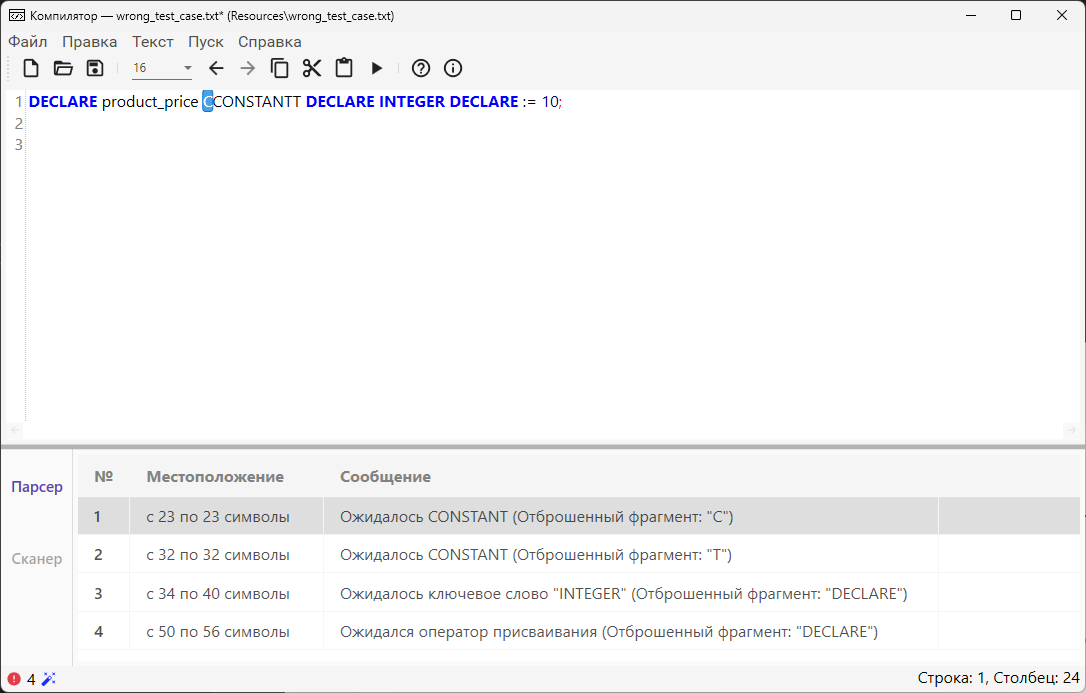 Компилятор — wrong_test_case.txt* (Resources\wrong_test_case.txt)
Файл Правка Текст Пуск Справка
16
1 DECLARE product_price CCONSTANTT DECLARE INTEGER DECLARE := 10;
2
3
Парсер
Сканер
№ Местоположение Сообщение
1 с 23 по 23 символы Ожидалось CONSTANT (Отброшенный фрагмент: "C")
2 с 32 по 32 символы Ожидалось CONSTANT (Отброшенный фрагмент: "T")
3 с 34 по 40 символы Ожидалось ключевое слово "INTEGER" (Отброшенный фрагмент: "DECLARE")
4 с 50 по 56 символы Ожидался оператор присваивания (Отброшенный фрагмент: "DECLARE")
4
Строка: 1, Столбец: 24